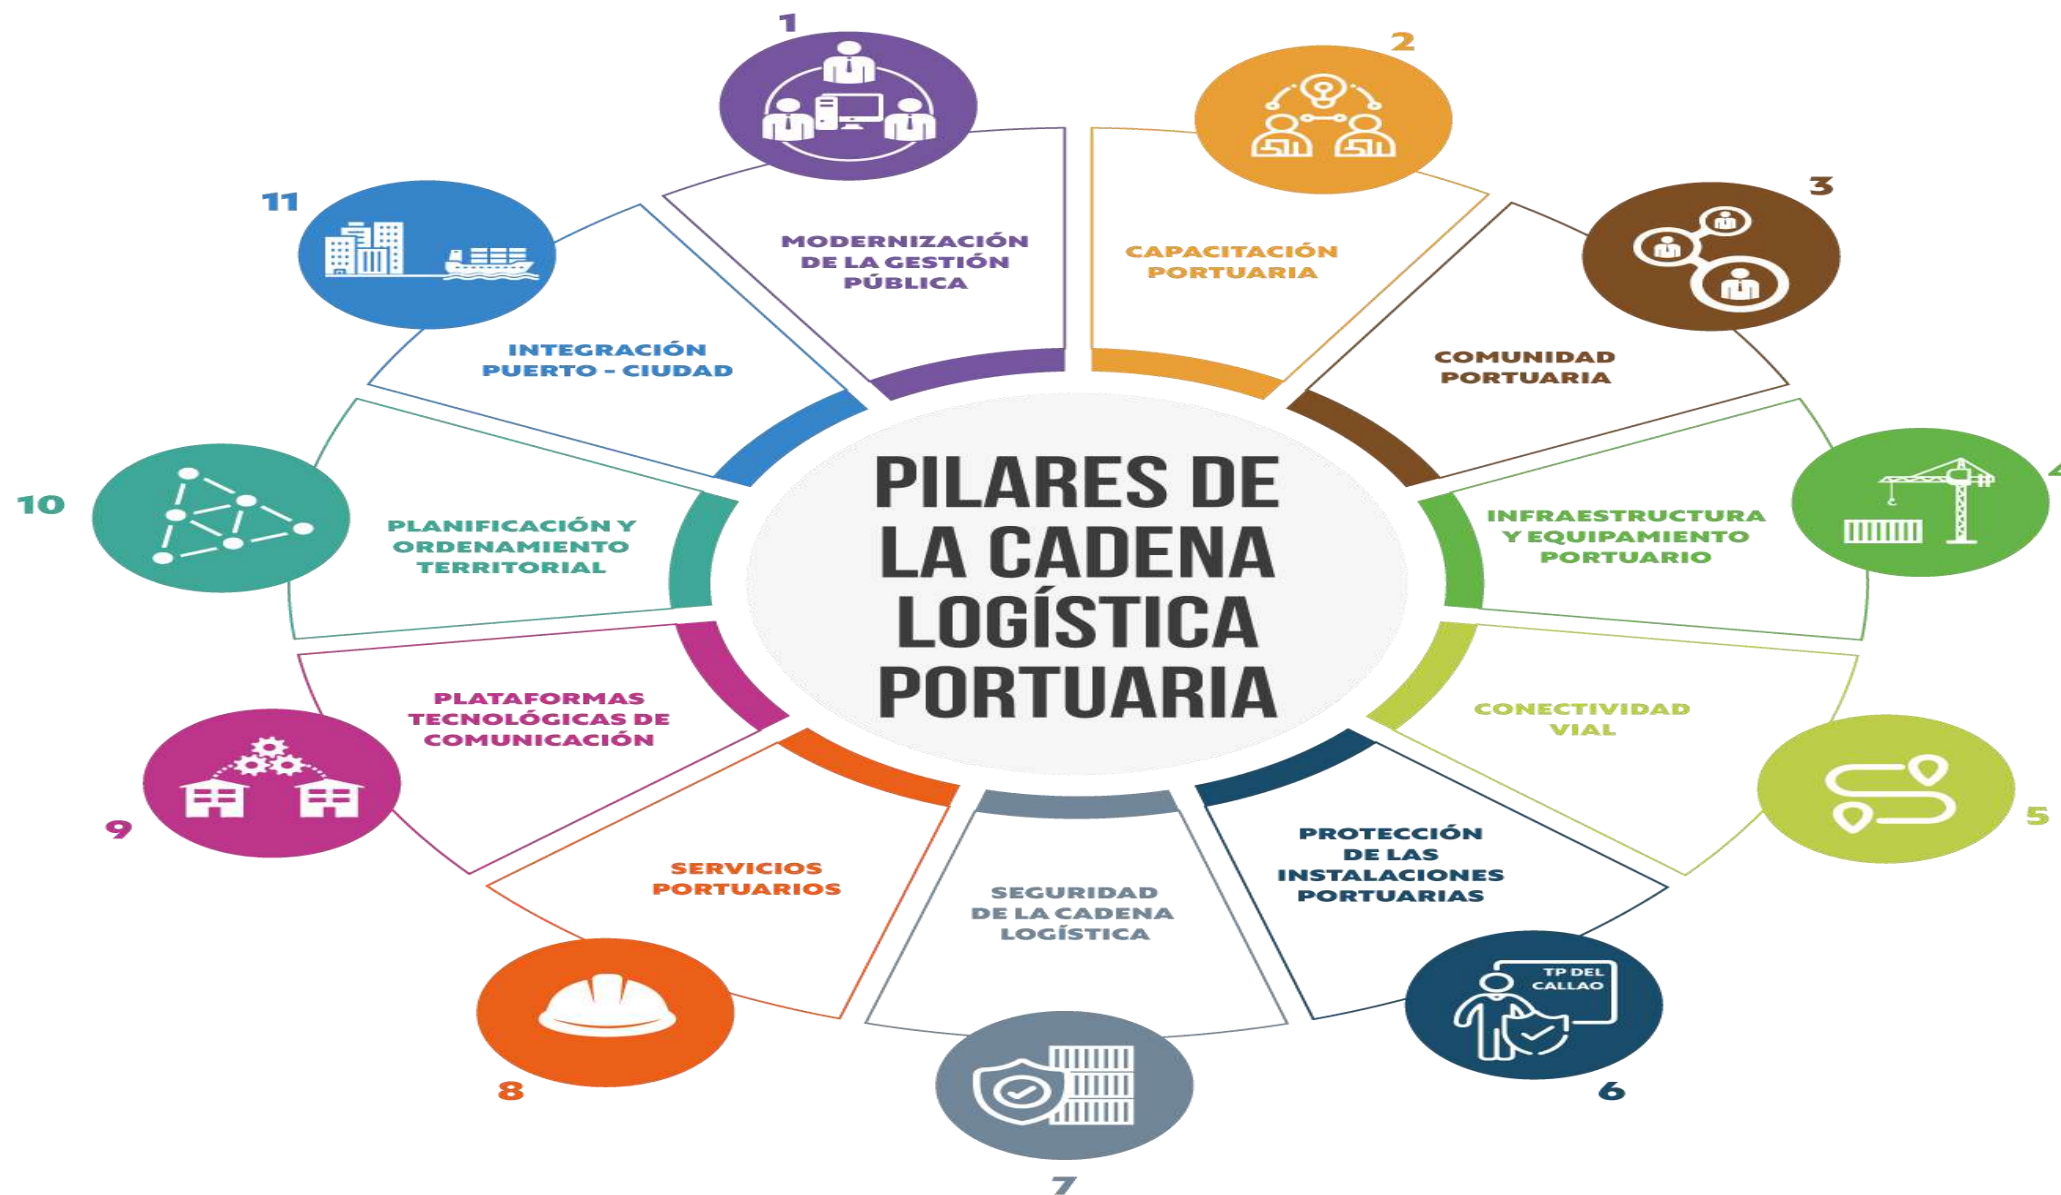 PILARES DE
LA CADENA
LOGÍSTICA
PORTUARIA
1
MODERNIZACIÓN
DE LA GESTIÓN
PÚBLICA
2
CAPACITACIÓN
PORTUARIA
3
COMUNIDAD
PORTUARIA
4
INFRAESTRUCTURA
Y EQUIPAMIENTO
PORTUARIO
5
CONECTIVIDAD
VIAL
6
PROTECCIÓN
DE LAS
INSTALACIONES
PORTUARIAS
TP DEL
CALLAO
7
SEGURIDAD
DE LA CADENA
LOGÍSTICA
8
SERVICIOS
PORTUARIOS
9
PLATAFORMAS
TECNOLÓGICAS DE
COMUNICACIÓN
10
PLANIFICACIÓN Y
ORDENAMIENTO
TERRITORIAL
11
INTEGRACIÓN
PUERTO - CIUDAD